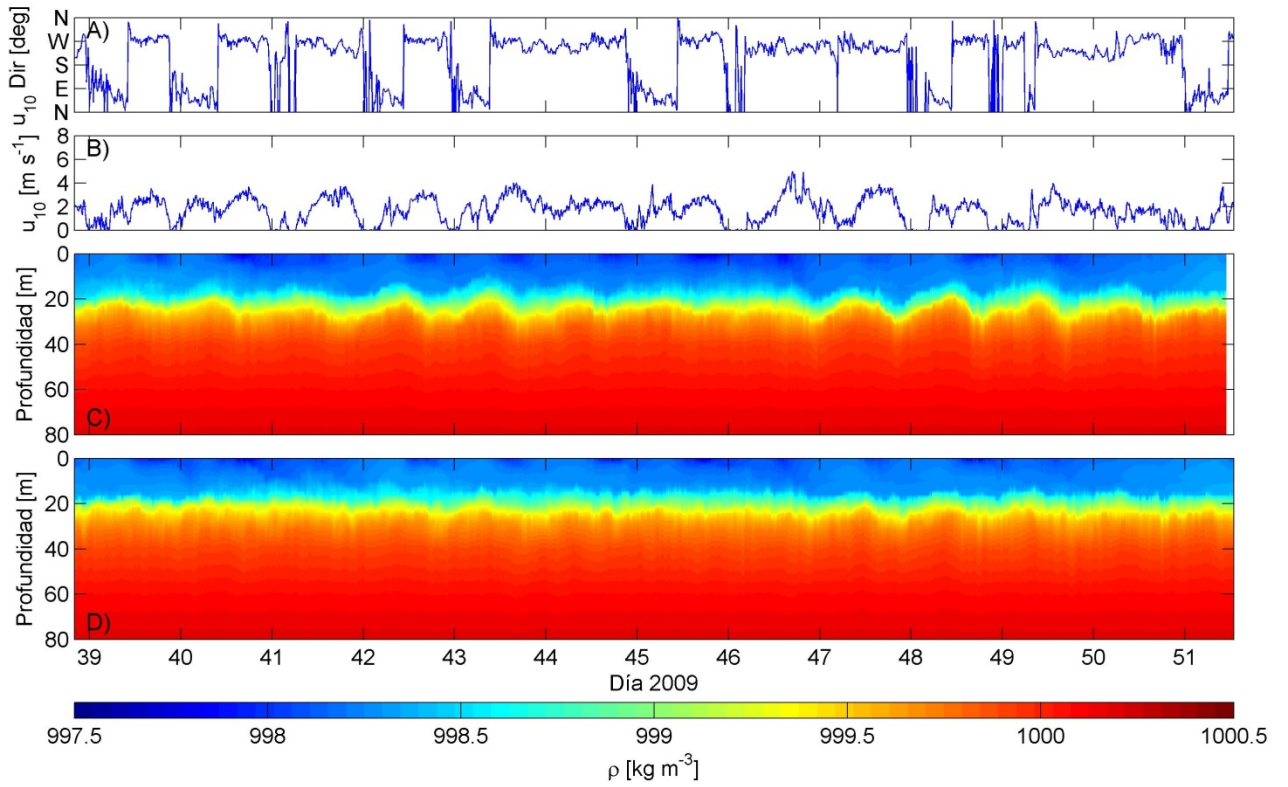 A)
u10 Dir [deg]
N
W
S
E
N
B)
u10 [m s-1]
8
6
4
2
0
C)
Profundidad [m]
0
20
40
60
80
D)
Profundidad [m]
0
20
40
60
80
39 40 41 42 43 44 45 46 47 48 49 50 51
Día 2009
997.5 998 998.5 999 999.5 1000 1000.5
ρ [kg m-3]